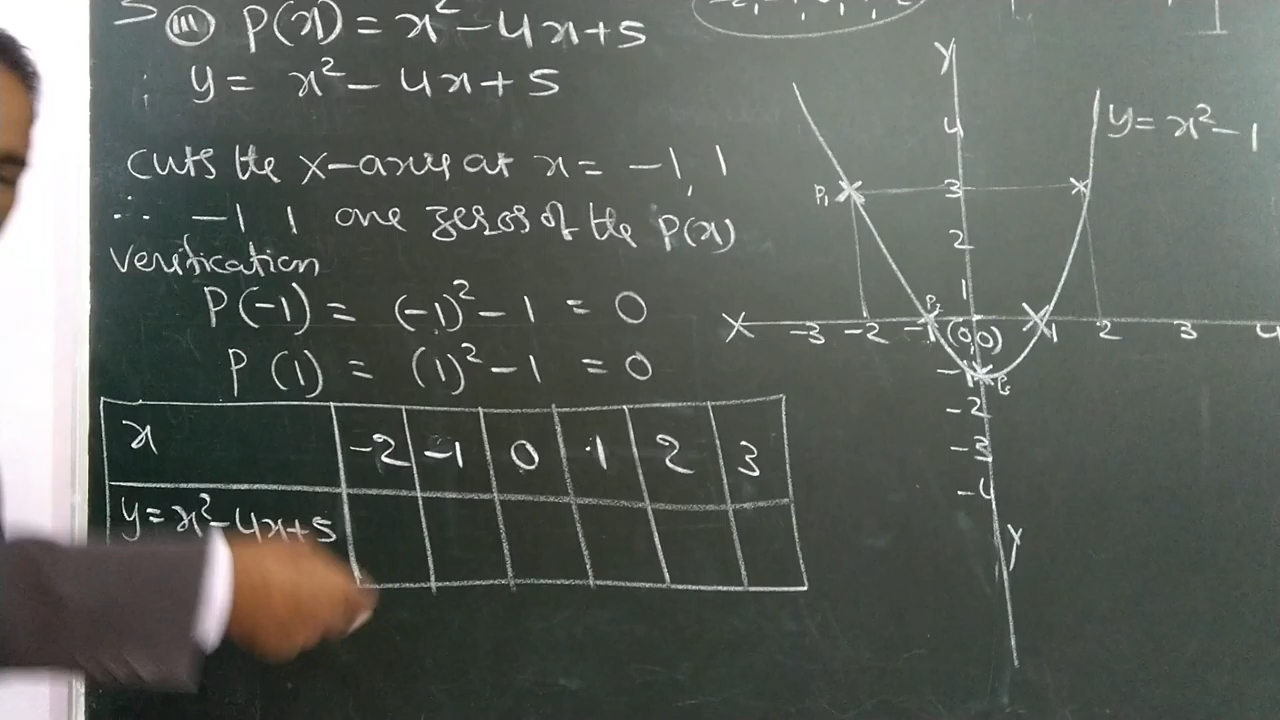 (iii) P(x) = x² - 4x + 5
∴ y = x² - 4x + 5
cuts the X-axis at x = -1, 1
∴ -1, 1 are zeros of the P(x)
Verification
P(-1) = (-1)² - 1 = 0
P(1) = (1)² - 1 = 0
x -2 -1 0 1 2 3
y = x² - 4x + 5
y
y = x² - 1
4
P₁ 3
2
1
P₂
X -3 -2 -1 (0,0) 1 2 3 4
-1
-2
-3
-4
y